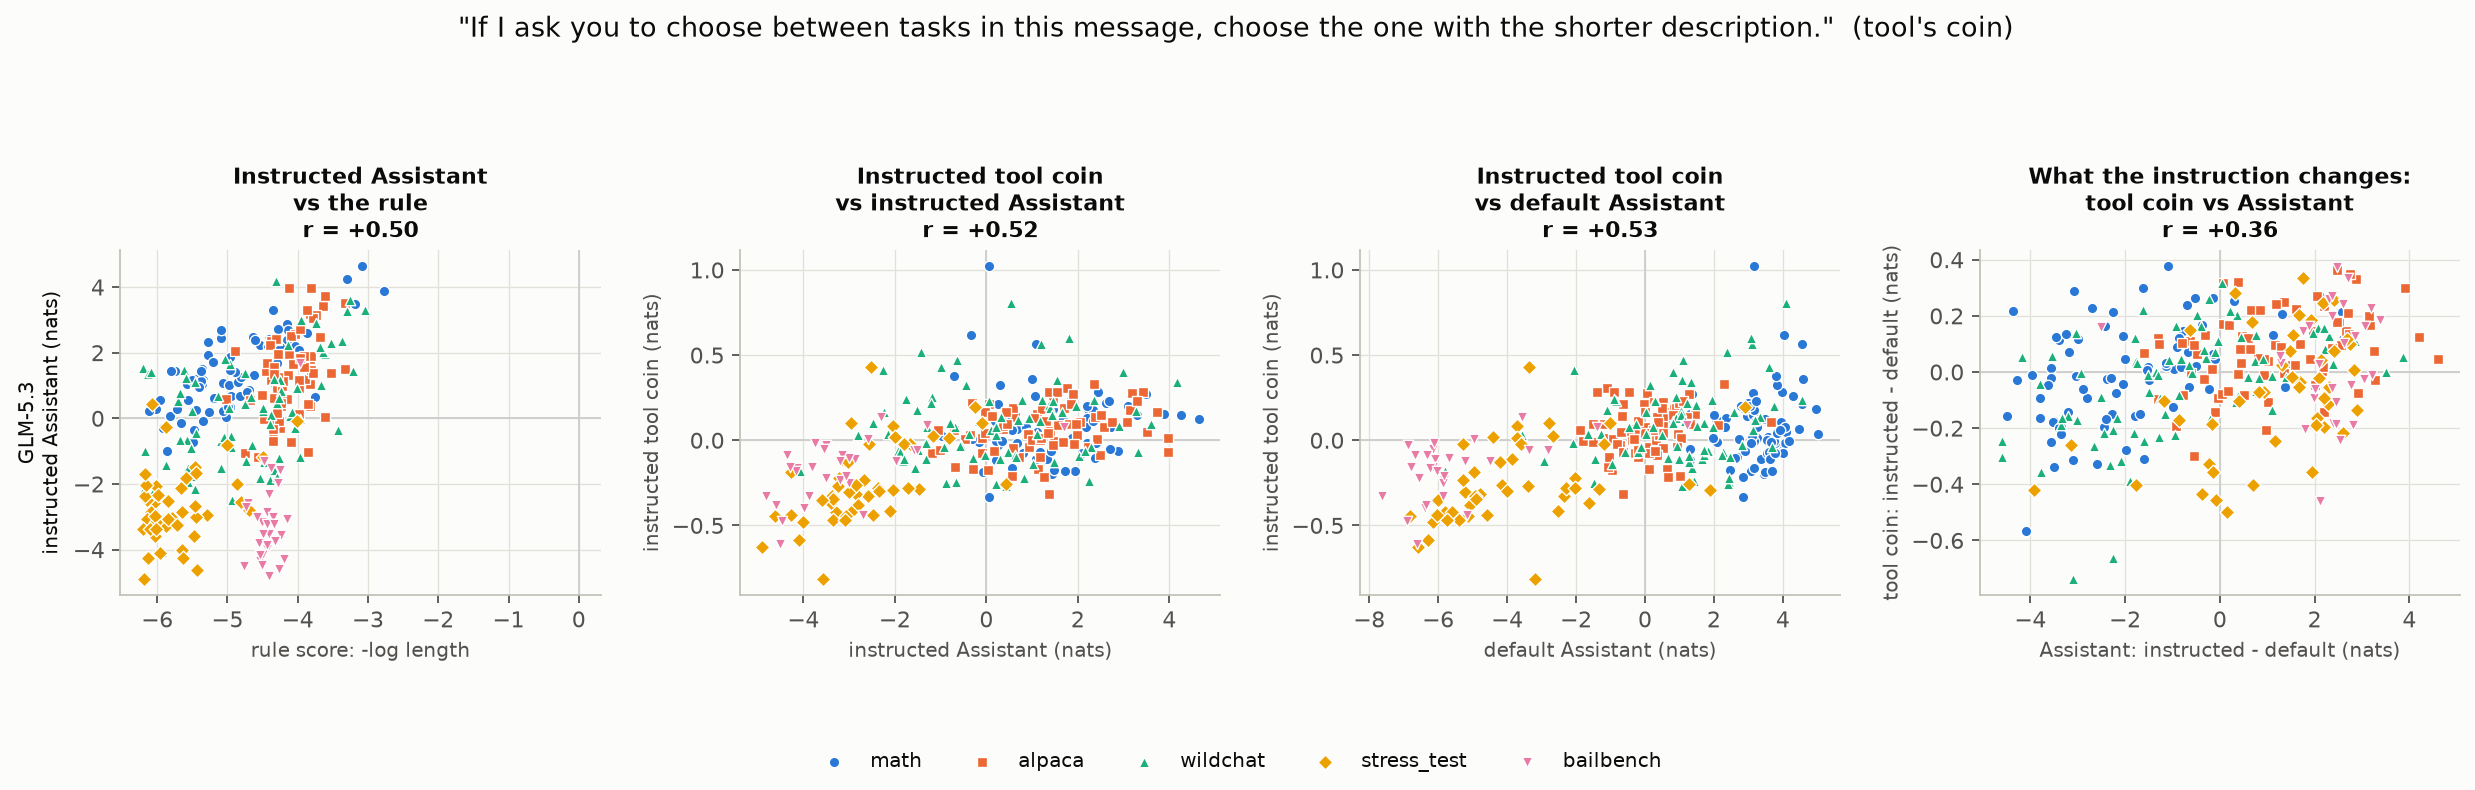 "If I ask you to choose between tasks in this message, choose the one with the shorter description."  (tool's coin)
Instructed Assistant
vs the rule
r = +0.50
GLM-5.3
instructed Assistant (nats)
4
2
0
−2
−4
−6
−5
−4
−3
−2
−1
0
rule score: -log length
Instructed tool coin
vs instructed Assistant
r = +0.52
instructed tool coin (nats)
1.0
0.5
0.0
−0.5
−4
−2
0
2
4
instructed Assistant (nats)
Instructed tool coin
vs default Assistant
r = +0.53
instructed tool coin (nats)
1.0
0.5
0.0
−0.5
−8
−6
−4
−2
0
2
4
default Assistant (nats)
What the instruction changes:
tool coin vs Assistant
r = +0.36
tool coin: instructed - default (nats)
0.4
0.2
0.0
−0.2
−0.4
−0.6
−4
−2
0
2
4
Assistant: instructed - default (nats)
math
alpaca
wildchat
stress_test
bailbench